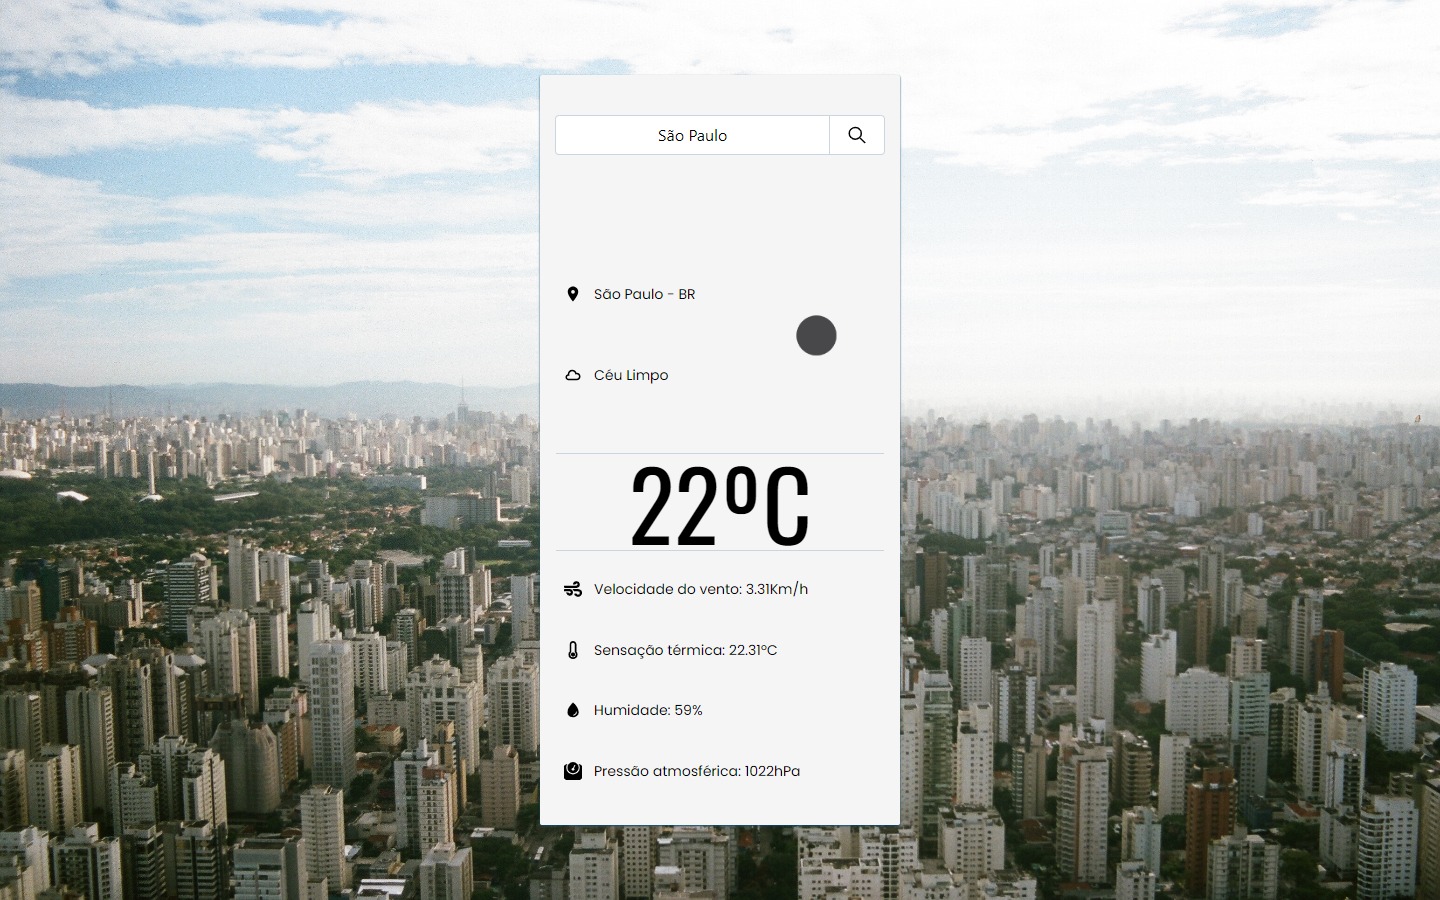 São Paulo
São Paulo - BR
Céu Limpo
22ºC
Velocidade do vento: 3.31Km/h
Sensação térmica: 22.31ºC
Humidade: 59%
Pressão atmosférica: 1022hPa